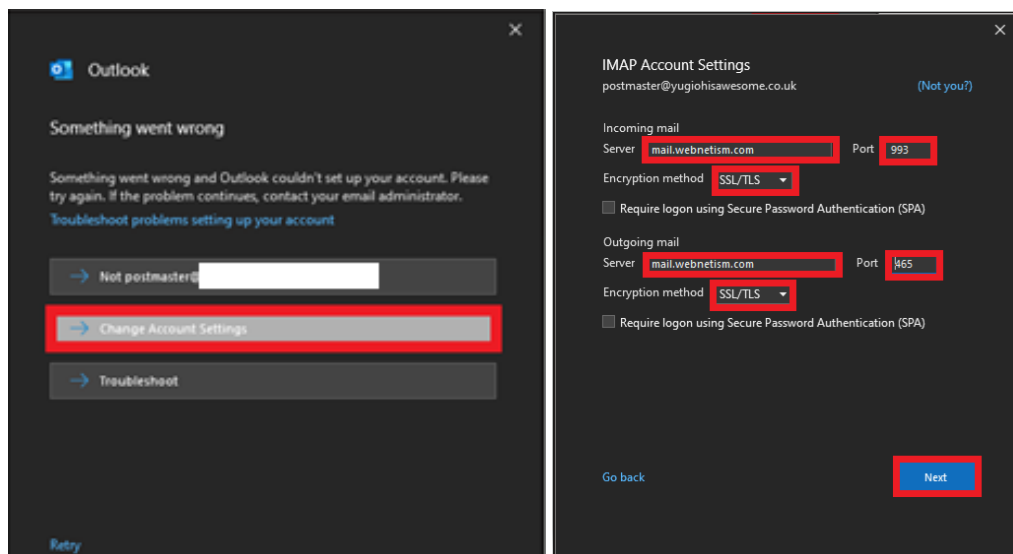 Outlook
Something went wrong
Something went wrong and Outlook couldn't set up your account. Please
try again. If the problem continues, contact your email administrator.
Troubleshoot problems setting up your account
Not postmaster@
Change Account Settings
Troubleshoot
Retry
IMAP Account Settings
postmaster@yugiohisawesome.co.uk (Not you?)
Incoming mail
Server mail.webnetism.com Port 993
Encryption method SSL/TLS
Require logon using Secure Password Authentication (SPA)
Outgoing mail
Server mail.webnetism.com Port 465
Encryption method SSL/TLS
Require logon using Secure Password Authentication (SPA)
Go back Next